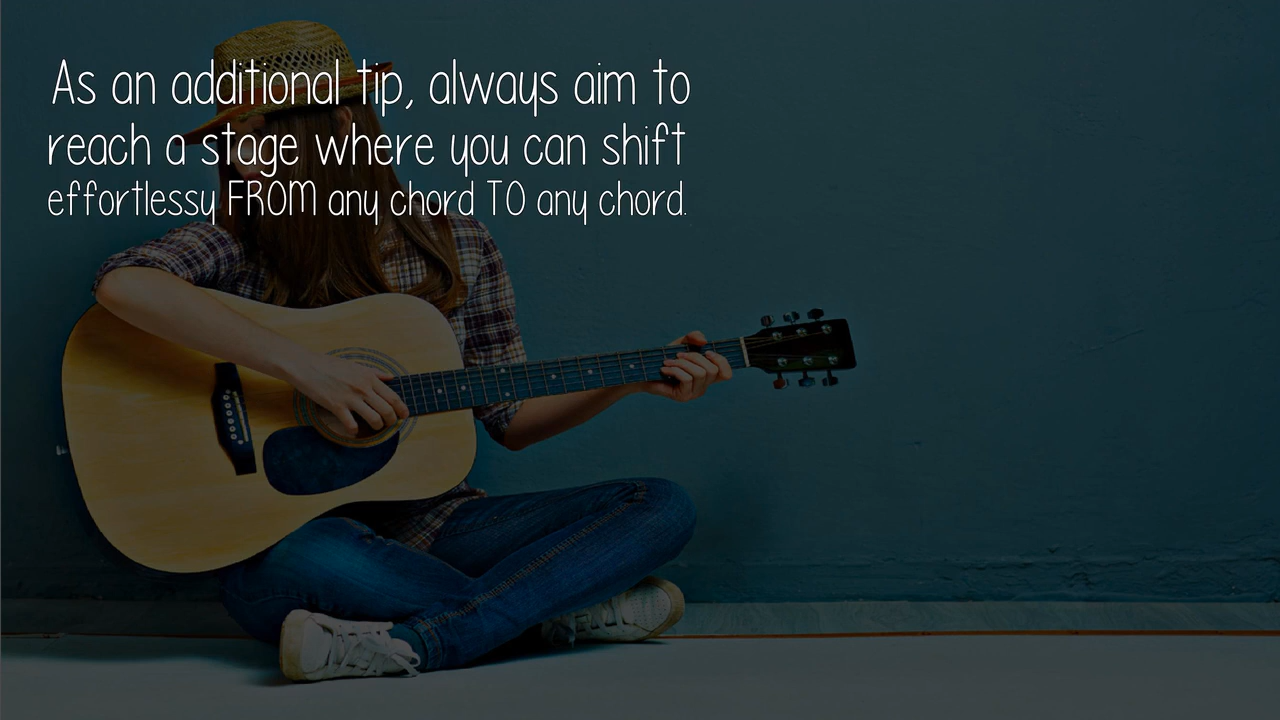 As an additional tip, always aim to
reach a stage where you can shift
effortlessy FROM any chord TO any chord.